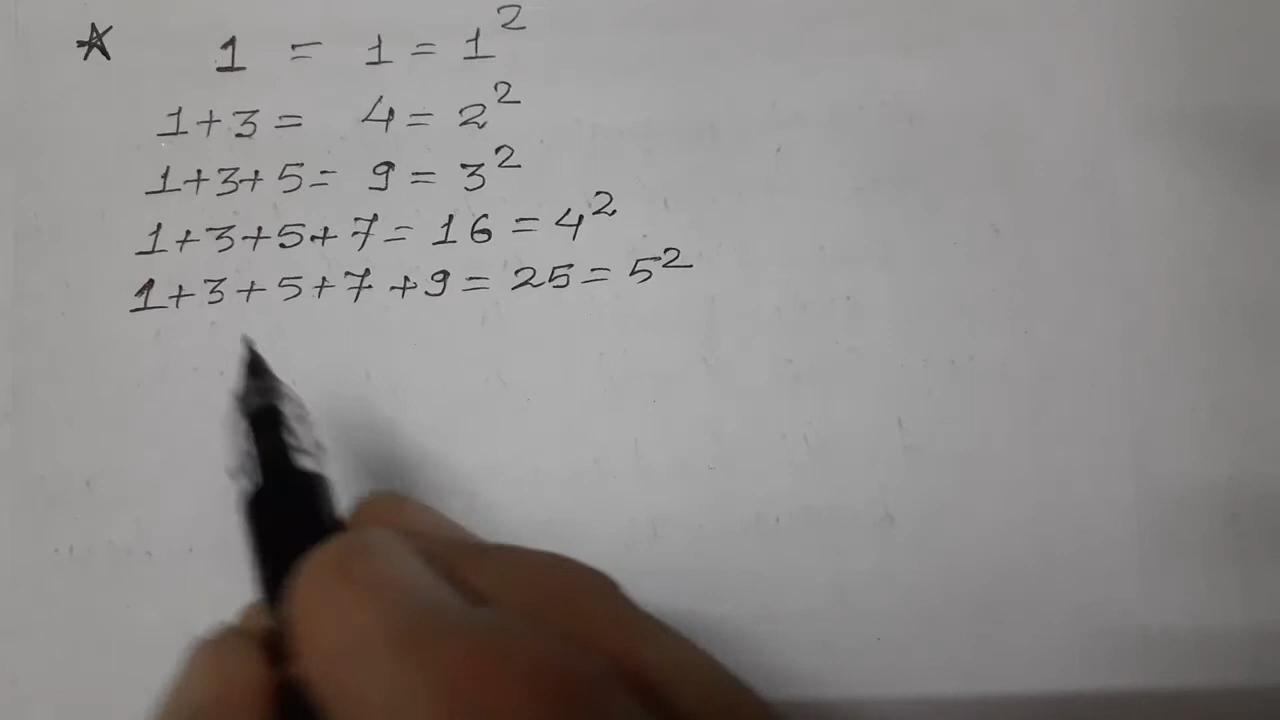 ☆ 1 = 1 = 1²
1+3 = 4 = 2²
1+3+5 = 9 = 3²
1+3+5+7 = 16 = 4²
1+3+5+7+9 = 25 = 5²